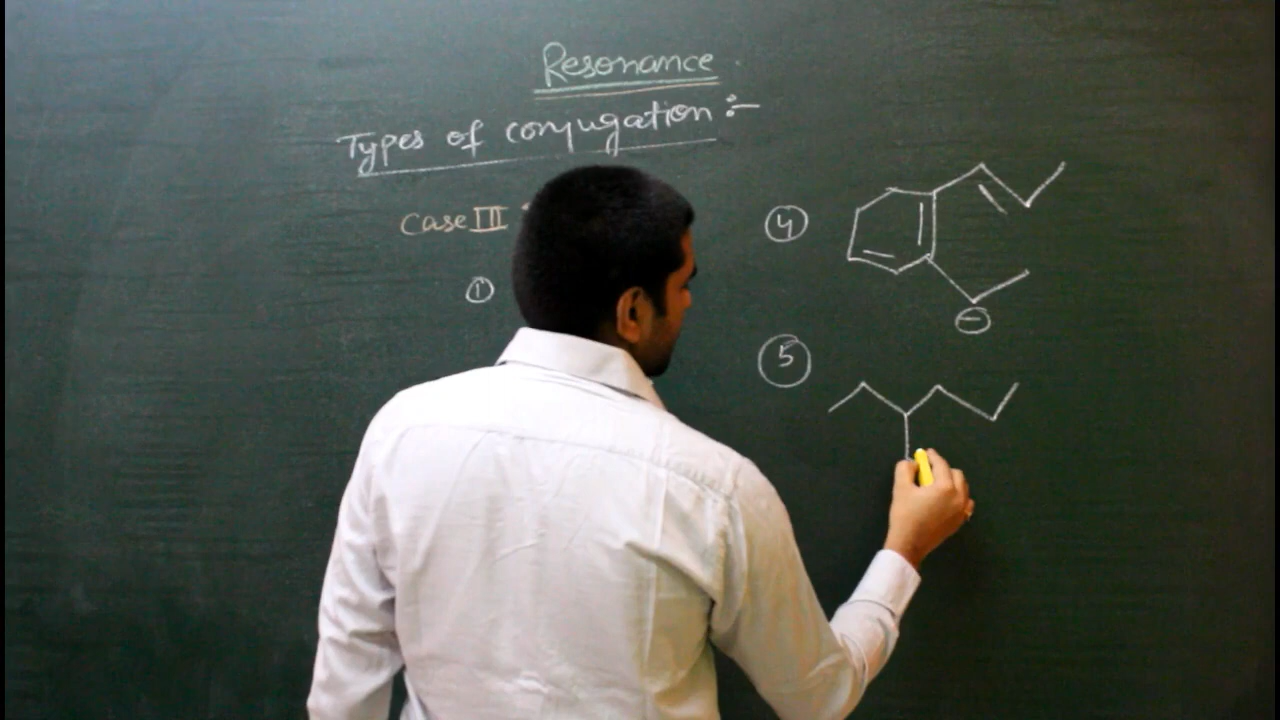 Resonance
Types of conjugation :-
Case III
①
④
⊖
⑤